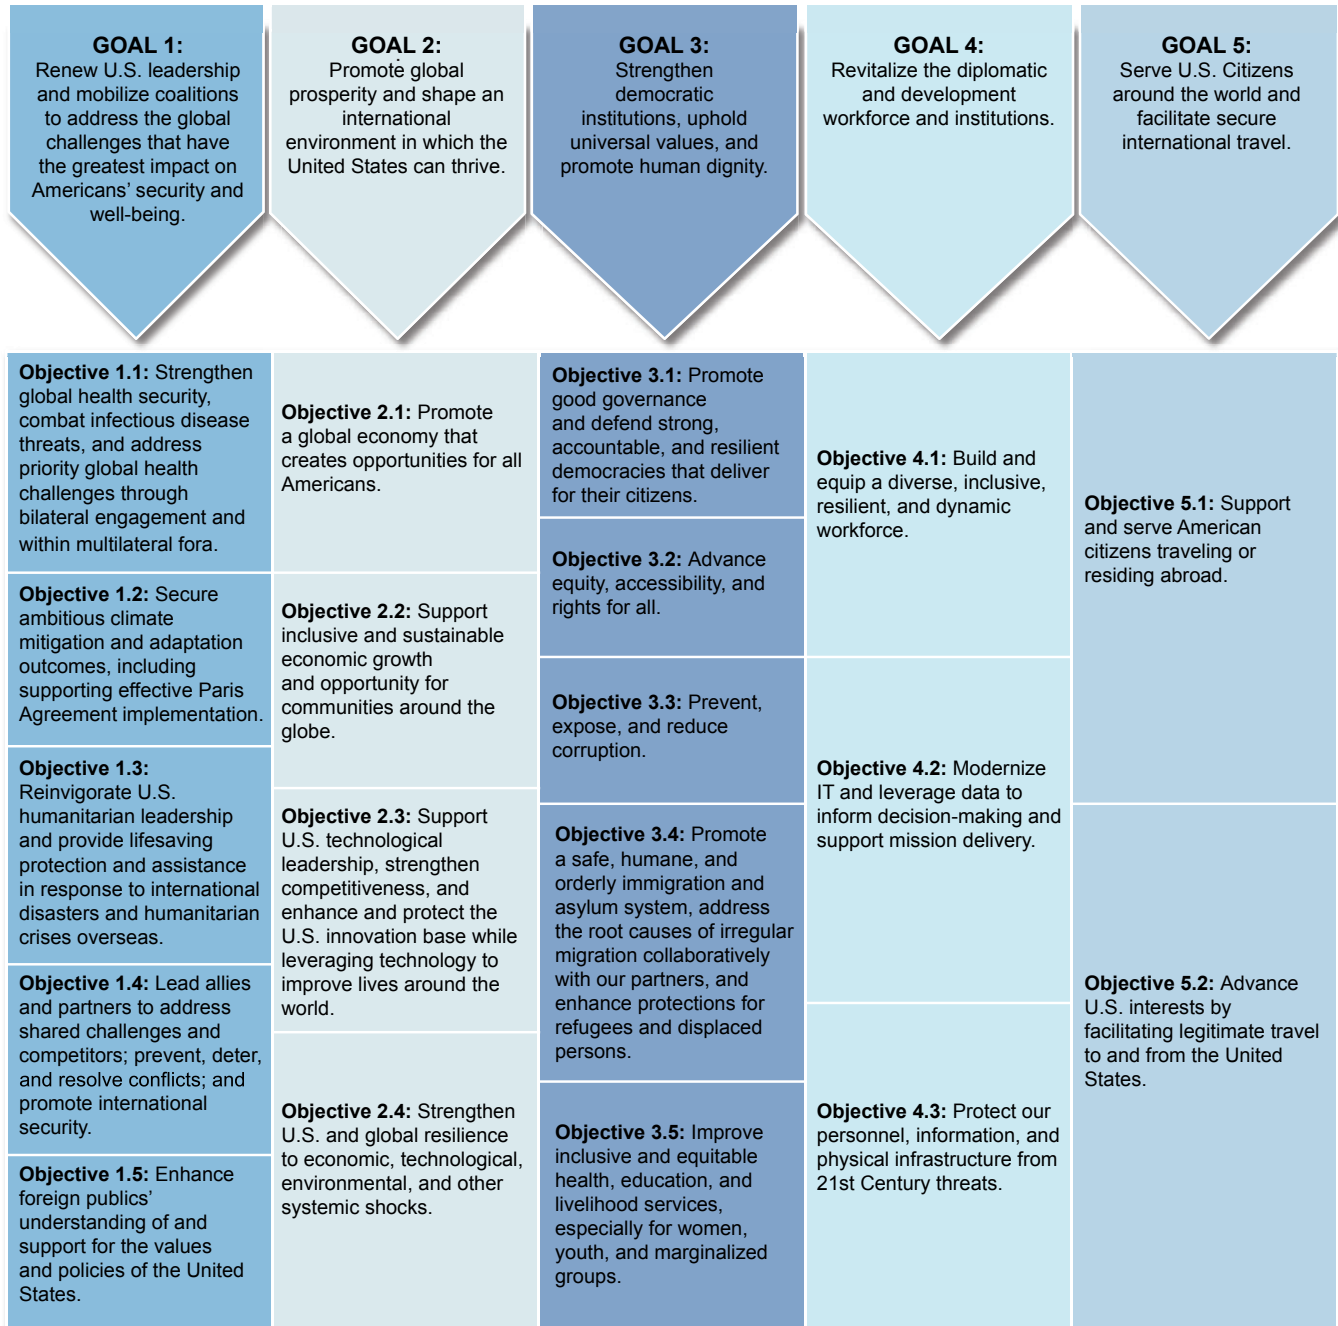 GOAL 1:
Renew U.S. leadership
and mobilize coalitions
to address the global
challenges that have
the greatest impact on
Americans’ security and
well-being.
GOAL 2:
Promote global
prosperity and shape an
international
environment in which the
United States can thrive.
GOAL 3:
Strengthen
democratic
institutions, uphold
universal values, and
promote human dignity.
GOAL 4:
Revitalize the diplomatic
and development
workforce and institutions.
GOAL 5:
Serve U.S. Citizens
around the world and
facilitate secure
international travel.
Objective 1.1: Strengthen
global health security,
combat infectious disease
threats, and address
priority global health
challenges through
bilateral engagement and
within multilateral fora.
Objective 1.2: Secure
ambitious climate
mitigation and adaptation
outcomes, including
supporting effective Paris
Agreement implementation.
Objective 1.3:
Reinvigorate U.S.
humanitarian leadership
and provide lifesaving
protection and assistance
in response to international
disasters and humanitarian
crises overseas.
Objective 1.4: Lead allies
and partners to address
shared challenges and
competitors; prevent, deter,
and resolve conflicts; and
promote international
security.
Objective 1.5: Enhance
foreign publics’
understanding of and
support for the values
and policies of the United
States.
Objective 2.1: Promote
a global economy that
creates opportunities for all
Americans.
Objective 2.2: Support
inclusive and sustainable
economic growth
and opportunity for
communities around the
globe.
Objective 2.3: Support
U.S. technological
leadership, strengthen
competitiveness, and
enhance and protect the
U.S. innovation base while
leveraging technology to
improve lives around the
world.
Objective 2.4: Strengthen
U.S. and global resilience
to economic, technological,
environmental, and other
systemic shocks.
Objective 3.1: Promote
good governance
and defend strong,
accountable, and resilient
democracies that deliver
for their citizens.
Objective 3.2: Advance
equity, accessibility, and
rights for all.
Objective 3.3: Prevent,
expose, and reduce
corruption.
Objective 3.4: Promote
a safe, humane, and
orderly immigration and
asylum system, address
the root causes of irregular
migration collaboratively
with our partners, and
enhance protections for
refugees and displaced
persons.
Objective 3.5: Improve
inclusive and equitable
health, education, and
livelihood services,
especially for women,
youth, and marginalized
groups.
Objective 4.1: Build and
equip a diverse, inclusive,
resilient, and dynamic
workforce.
Objective 4.2: Modernize
IT and leverage data to
inform decision-making and
support mission delivery.
Objective 4.3: Protect our
personnel, information, and
physical infrastructure from
21st Century threats.
Objective 5.1: Support
and serve American
citizens traveling or
residing abroad.
Objective 5.2: Advance
U.S. interests by
facilitating legitimate travel
to and from the United
States.